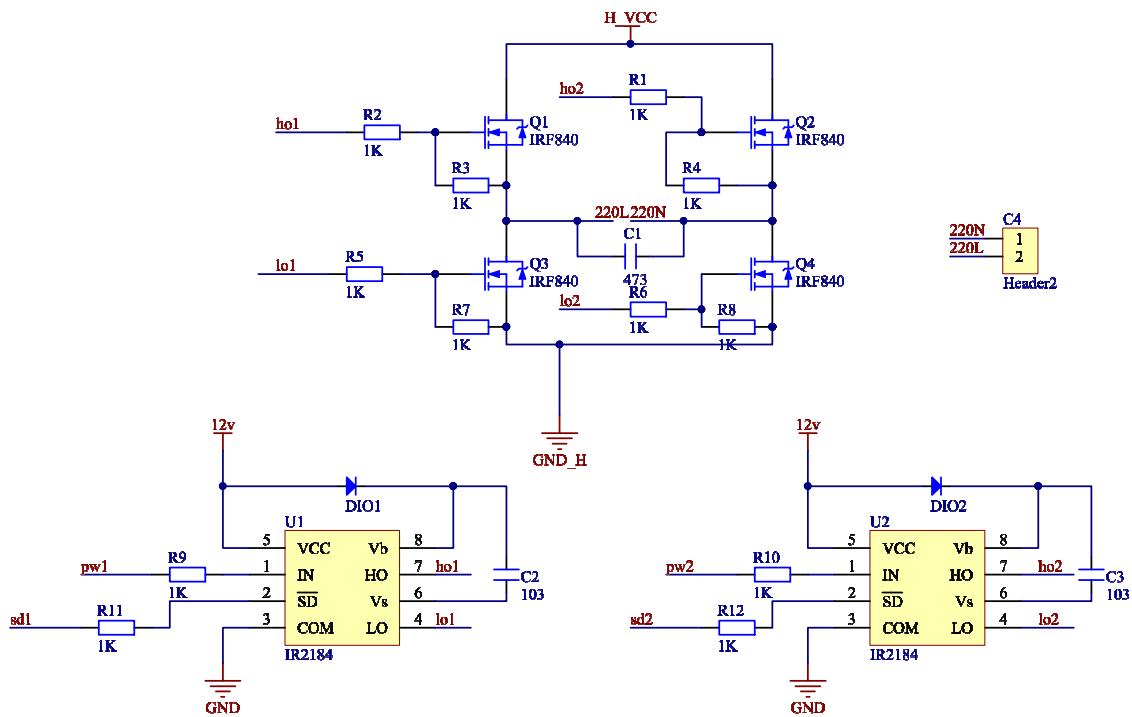 H_VCC
ho2
R1
1K
ho1
R2
1K
Q1
IRF840
Q2
IRF840
R3
1K
R4
1K
220L
220N
C1
473
C4
220N
220L
1
2
Header2
lo1
R5
1K
Q3
IRF840
Q4
IRF840
lo2
R6
1K
R7
1K
R8
1K
GND_H
12v
DIO1
U1
5
VCC
Vb
8
pw1
R9
1K
1
IN
HO
7
ho1
2
SD
Vs
6
C2
103
sd1
R11
1K
3
COM
LO
4
lo1
IR2184
GND
12v
DIO2
U2
5
VCC
Vb
8
pw2
R10
1K
1
IN
HO
7
ho2
2
SD
Vs
6
C3
103
sd2
R12
1K
3
COM
LO
4
lo2
IR2184
GND